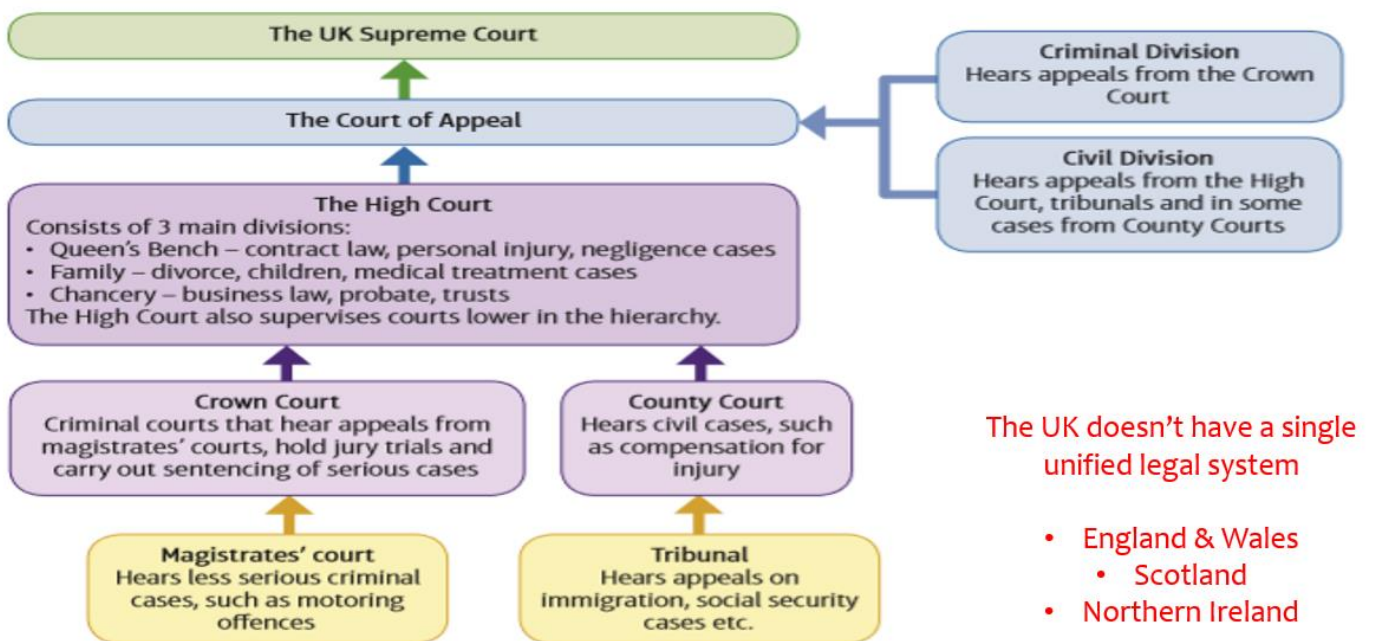 The UK Supreme Court
The Court of Appeal
Criminal Division
Hears appeals from the Crown
Court
Civil Division
Hears appeals from the High
Court, tribunals and in some
cases from County Courts
The High Court
Consists of 3 main divisions:
• Queen's Bench – contract law, personal injury, negligence cases
• Family – divorce, children, medical treatment cases
• Chancery – business law, probate, trusts
The High Court also supervises courts lower in the hierarchy.
Crown Court
Criminal courts that hear appeals from
magistrates' courts, hold jury trials and
carry out sentencing of serious cases
County Court
Hears civil cases, such
as compensation for
injury
Magistrates' court
Hears less serious criminal
cases, such as motoring
offences
Tribunal
Hears appeals on
immigration, social security
cases etc.
The UK doesn't have a single
unified legal system
• England & Wales
• Scotland
• Northern Ireland